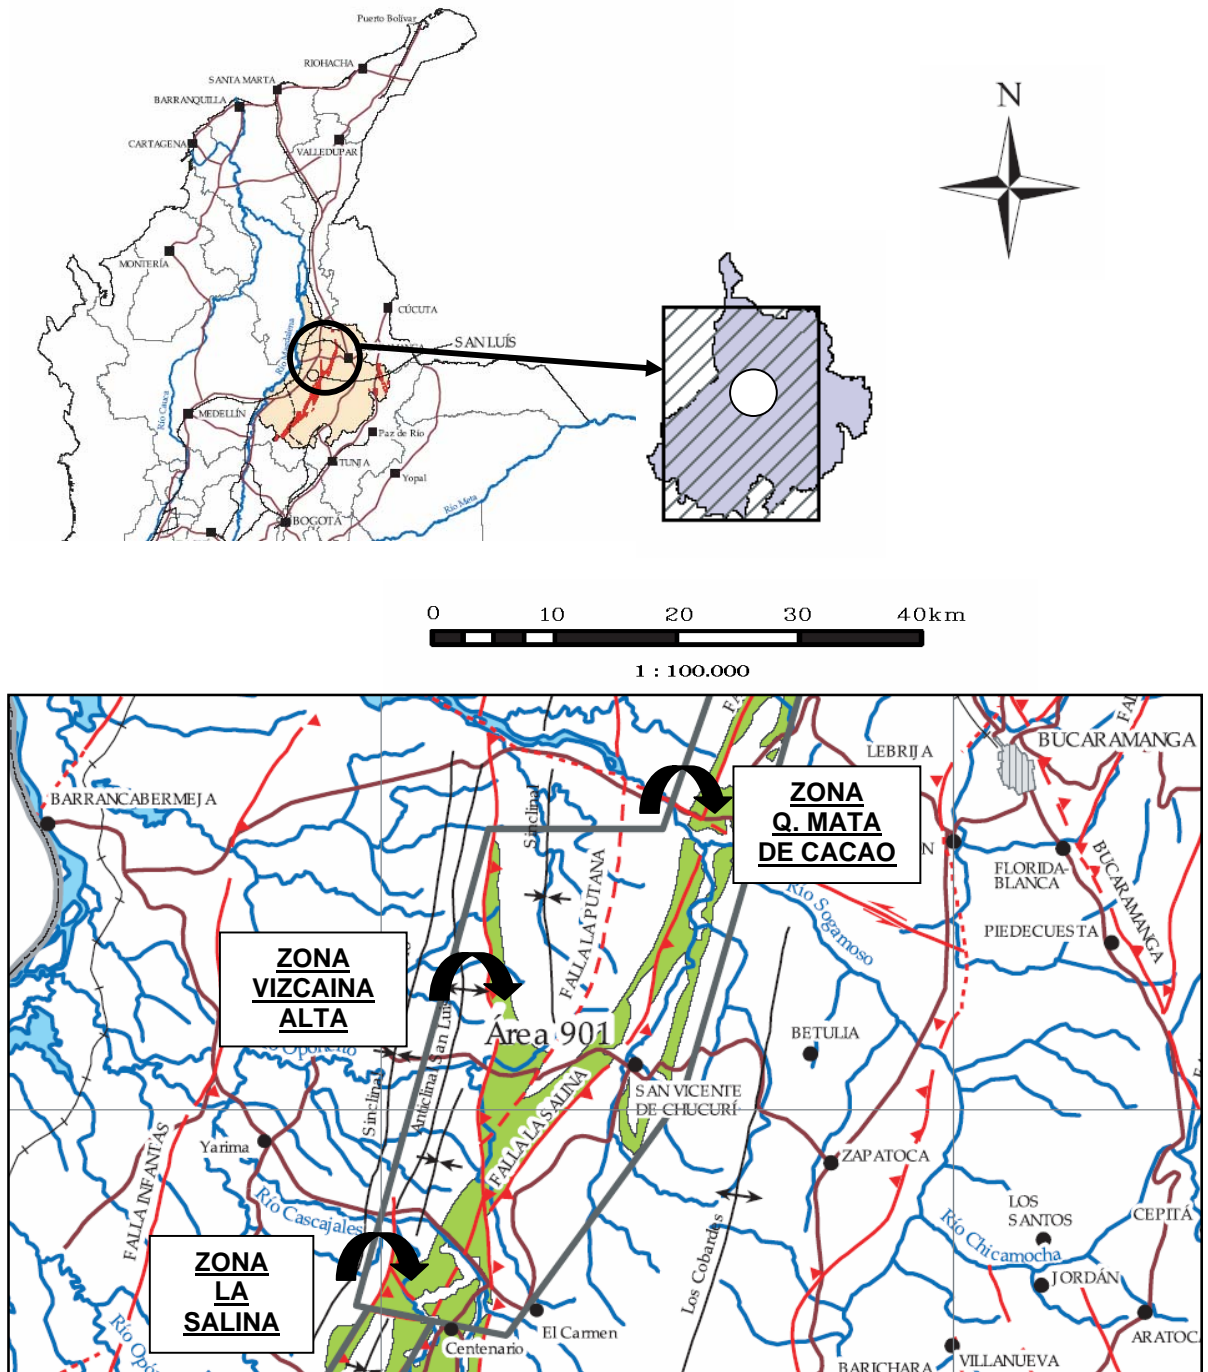 Puerto Bolívar
RIOHACHA
SANTA MARTA
BARRANQUILLA
CARTAGENA
VALLEDUPAR
MONTERÍA
CÚCUTA
Río Magdalena
SAN LUÍS
Río Cauca
MEDELLÍN
Paz de Río
TUNJA
Yopal
Río Meta
BOGOTÁ
N
0 10 20 30 40km
1 : 100.000
BUCARAMANGA
LEBRIJA
BARRANCABERMEJA
ZONA
Q. MATA
DE CACAO
Sinclinal
FALLA LA PUTANA
FLORIDA-
BLANCA
BUCARAMANGA
Río Sogamoso
PIEDECUESTA
ZONA
VIZCAINA
ALTA
Área 901
BETULIA
Sinclinal
Anticlinal San Luis
SAN VICENTE
DE CHUCURÍ
FALLA LA SALINA
Yarima
FALLA INFANTAS
ZAPATOCA
Río Cascajales
LOS
SANTOS
CEPITÁ
Río Chicamocha
Los Cobardes
ZONA
LA
SALINA
JORDÁN
El Carmen
Centenario
ARATOC
VILLANUEVA
BARICHARA